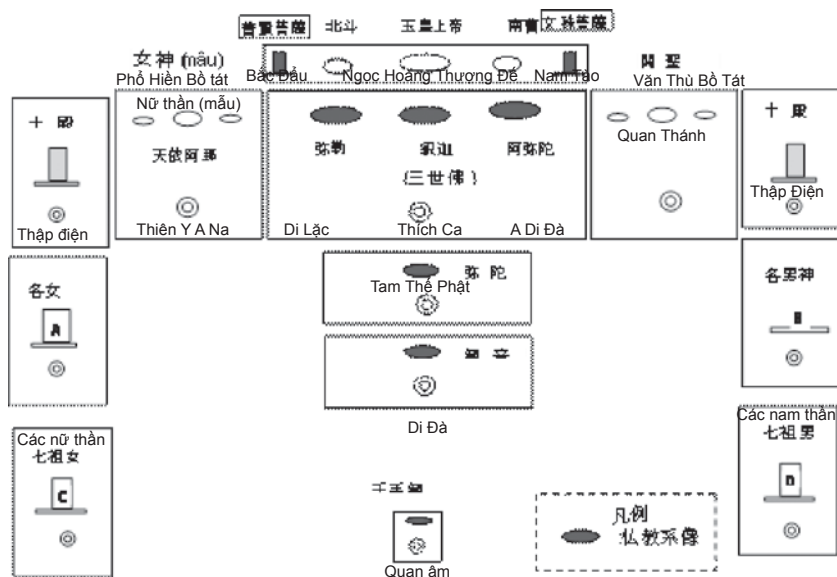 普賢菩薩 北斗 玉皇上帝 南曹 文殊菩薩
女神 (mẫu) 関聖
Phổ Hiền Bồ tát Bắc Đẩu Ngọc Hoàng Thượng Đế Nam Tào Văn Thù Bồ Tát
Nữ thần (mẫu)
十殿 十殿
Quan Thánh
天依阿那 弥勒 釈迦 阿弥陀
(三世佛)
Thập điện Thiên Y A Na Di Lặc Thích Ca A Di Đà Thập Điện
弥陀
Tam Thế Phật
各女 各男神
A B
観音
Di Đà
Các nữ thần Các nam thần
七祖女 七祖男
C D
千手観
凡例
仏教系像
Quan âm